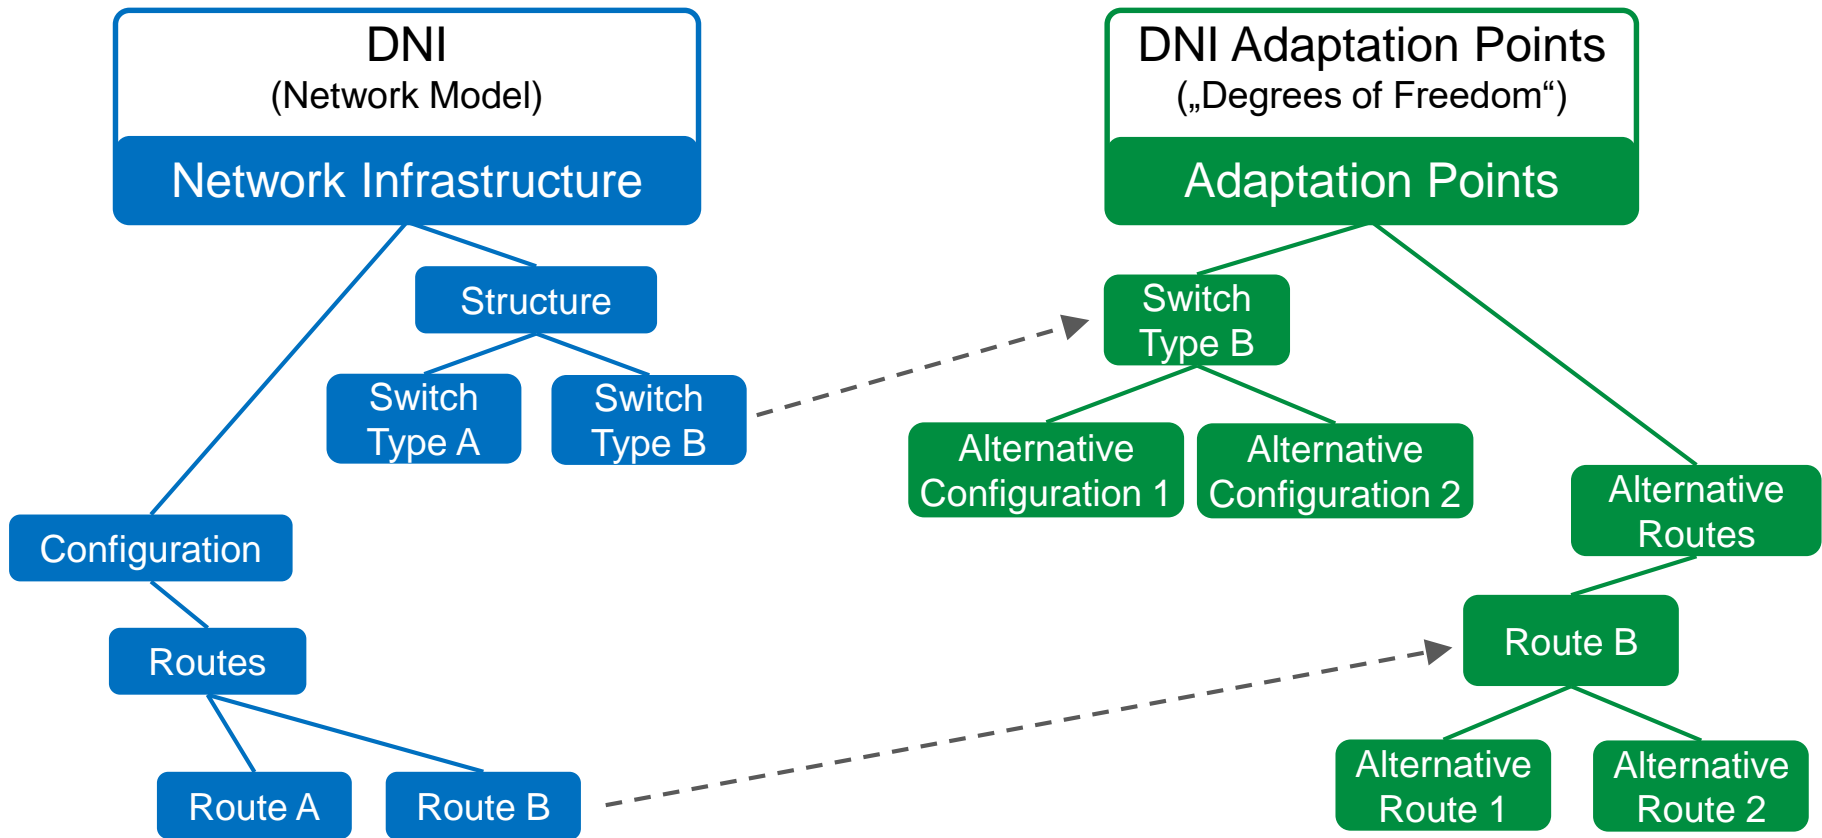 DNI
(Network Model)
Network Infrastructure
Structure
Switch
Type A
Switch
Type B
Configuration
Routes
Route A
Route B
DNI Adaptation Points
(„Degrees of Freedom“)
Adaptation Points
Switch
Type B
Alternative
Configuration 1
Alternative
Configuration 2
Alternative
Routes
Route B
Alternative
Route 1
Alternative
Route 2